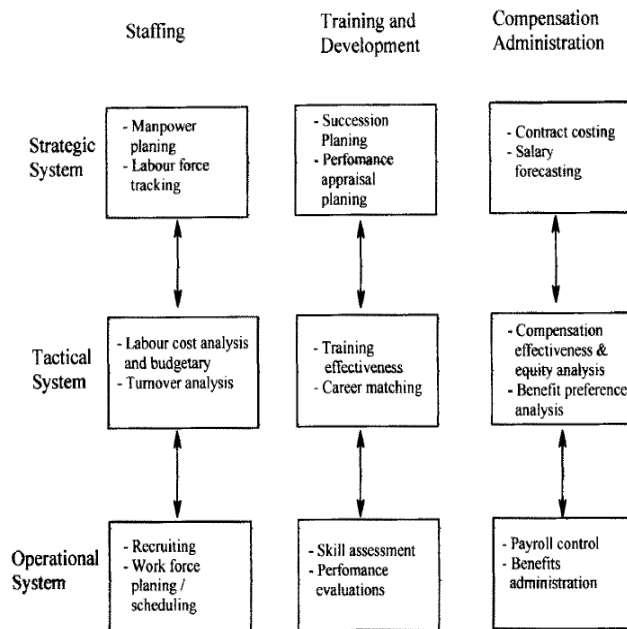 Staffing
Training and
Development
Compensation
Administration
Strategic
System
- Manpower
planing
- Labour force
tracking
- Succession
Planing
- Perfomance
appraisal
planing
- Contract costing
- Salary
forecasting
Tactical
System
- Labour cost analysis
and budgetary
- Turnover analysis
- Training
effectiveness
- Career matching
- Compensation
effectiveness &
equity analysis
- Benefit preference
analysis
Operational
System
- Recruiting
- Work force
planing /
scheduling
- Skill assessment
- Perfomance
evaluations
- Payroll control
- Benefits
administration